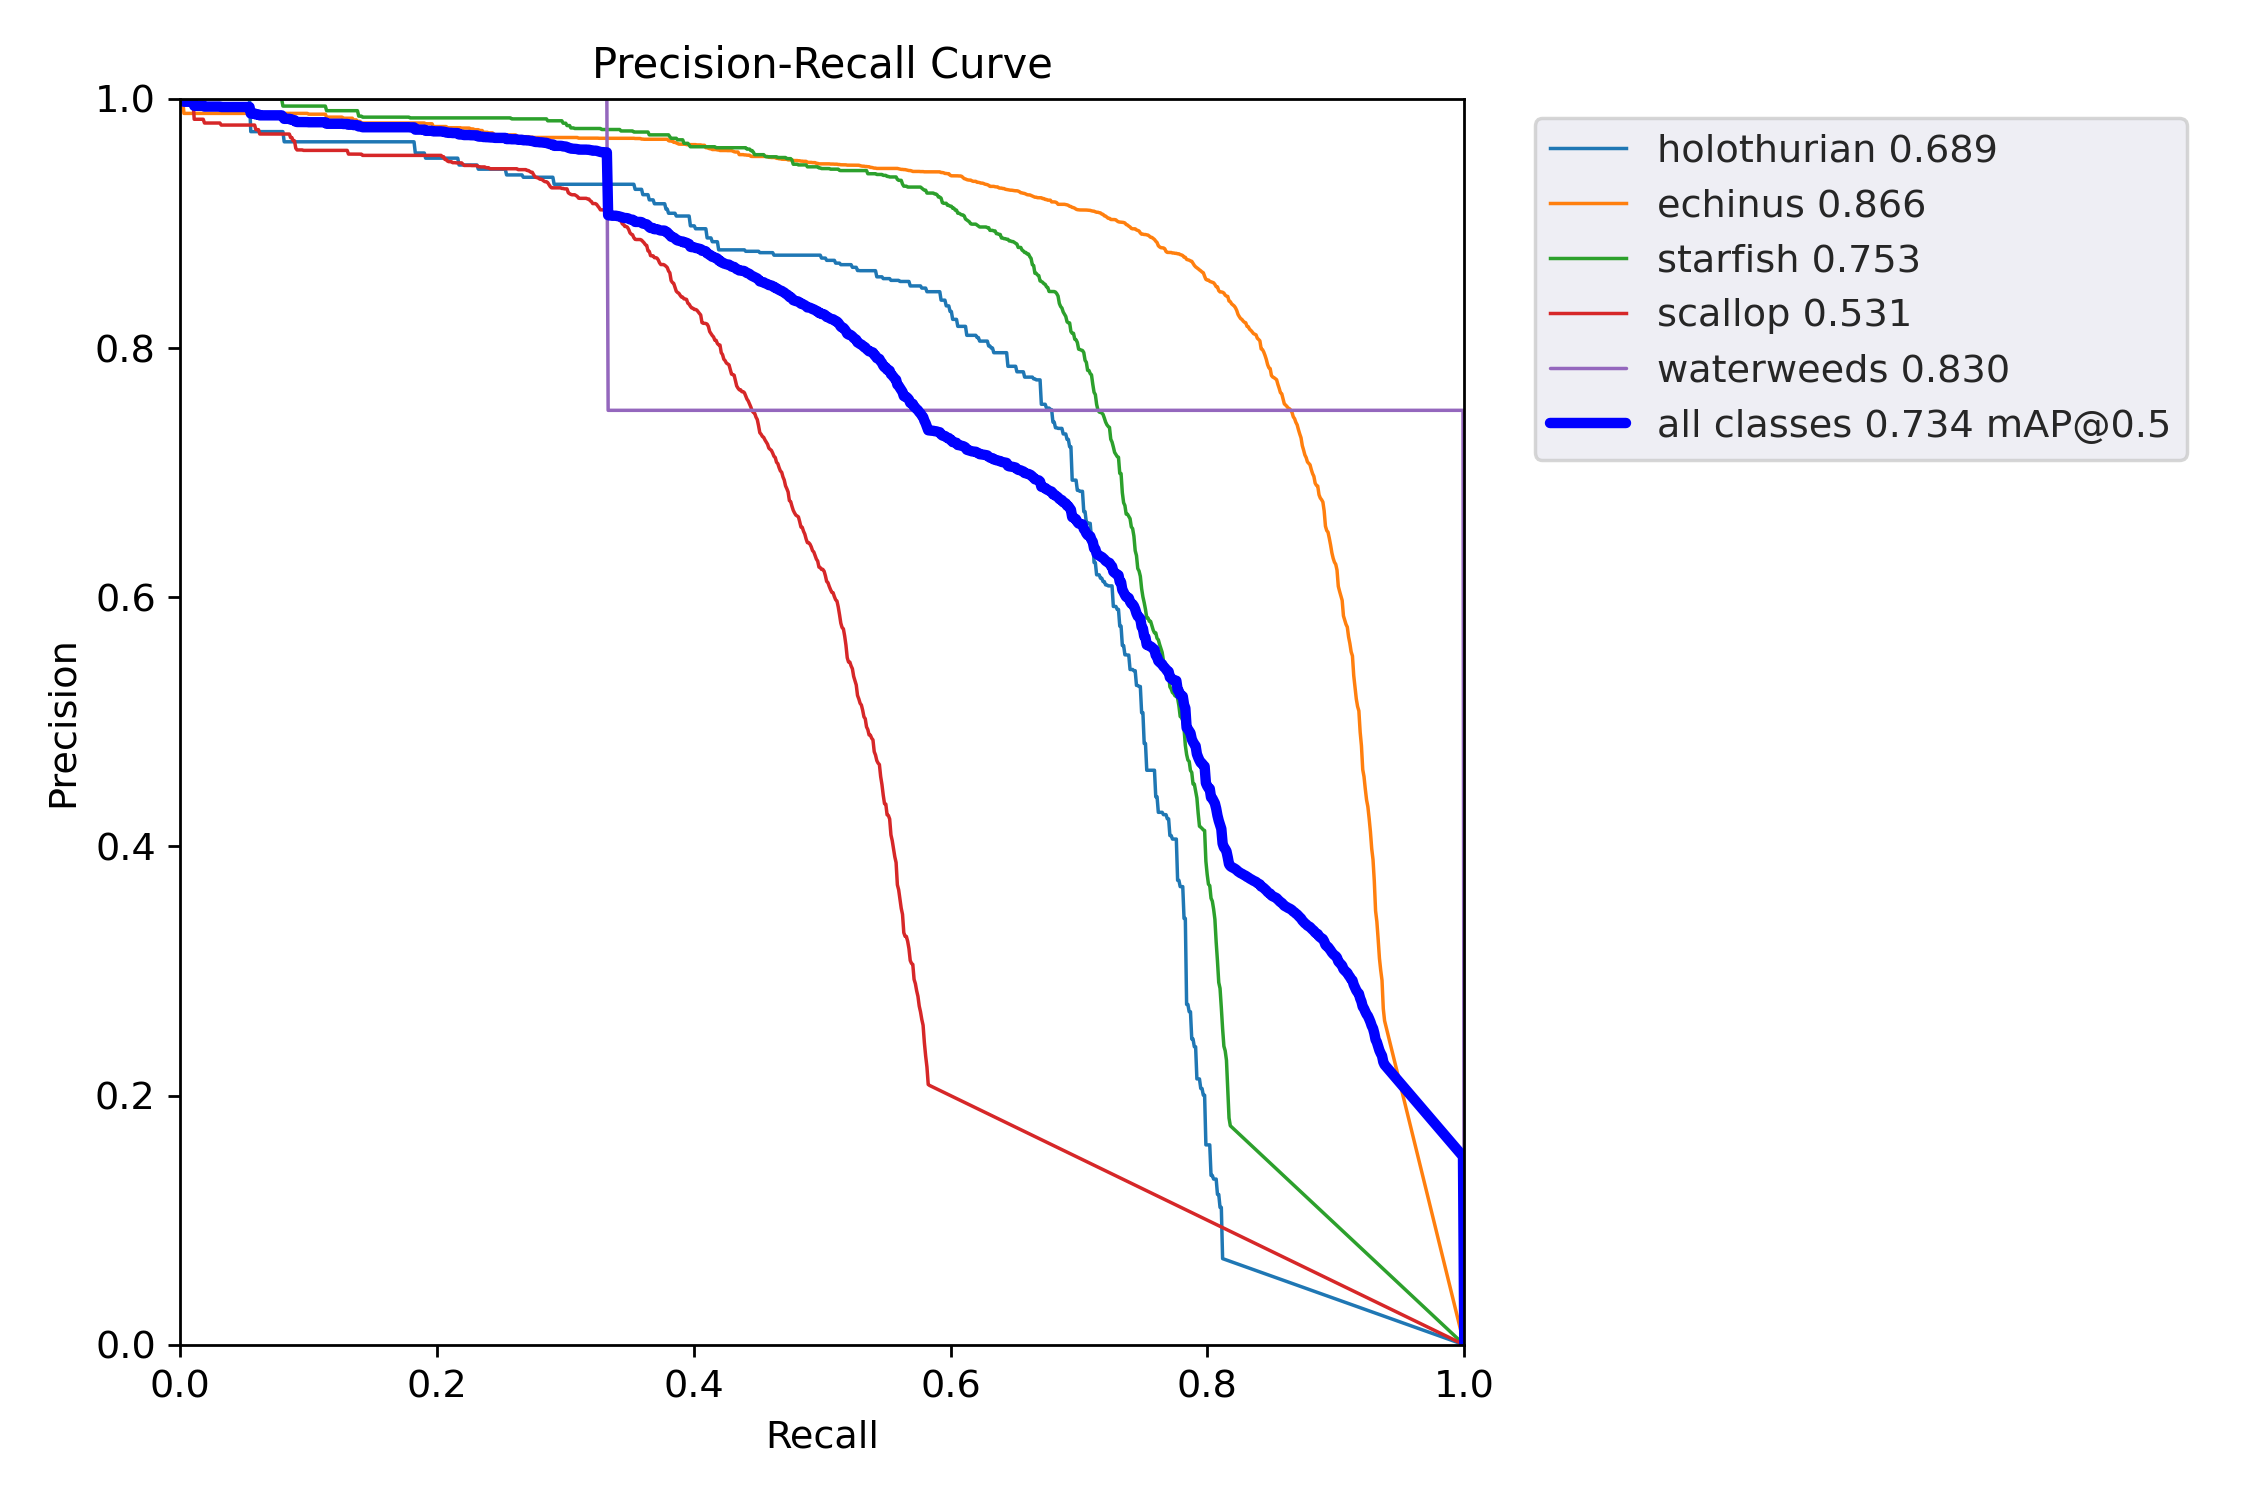 Precision-Recall Curve
1.0
0.8
0.6
0.4
0.2
0.0
Precision
0.0 0.2 0.4 0.6 0.8 1.0
Recall
holothurian 0.689
echinus 0.866
starfish 0.753
scallop 0.531
waterweeds 0.830
all classes 0.734 mAP@0.5